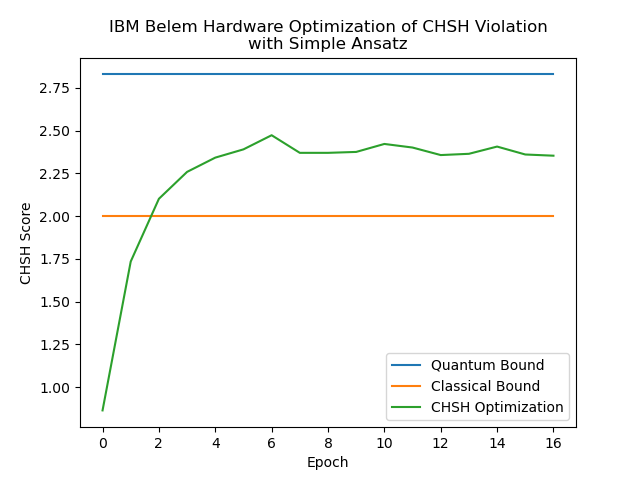 IBM Belem Hardware Optimization of CHSH Violation
with Simple Ansatz
2.75
2.50
2.25
2.00
1.75
1.50
1.25
1.00
CHSH Score
Quantum Bound
Classical Bound
CHSH Optimization
0 2 4 6 8 10 12 14 16
Epoch